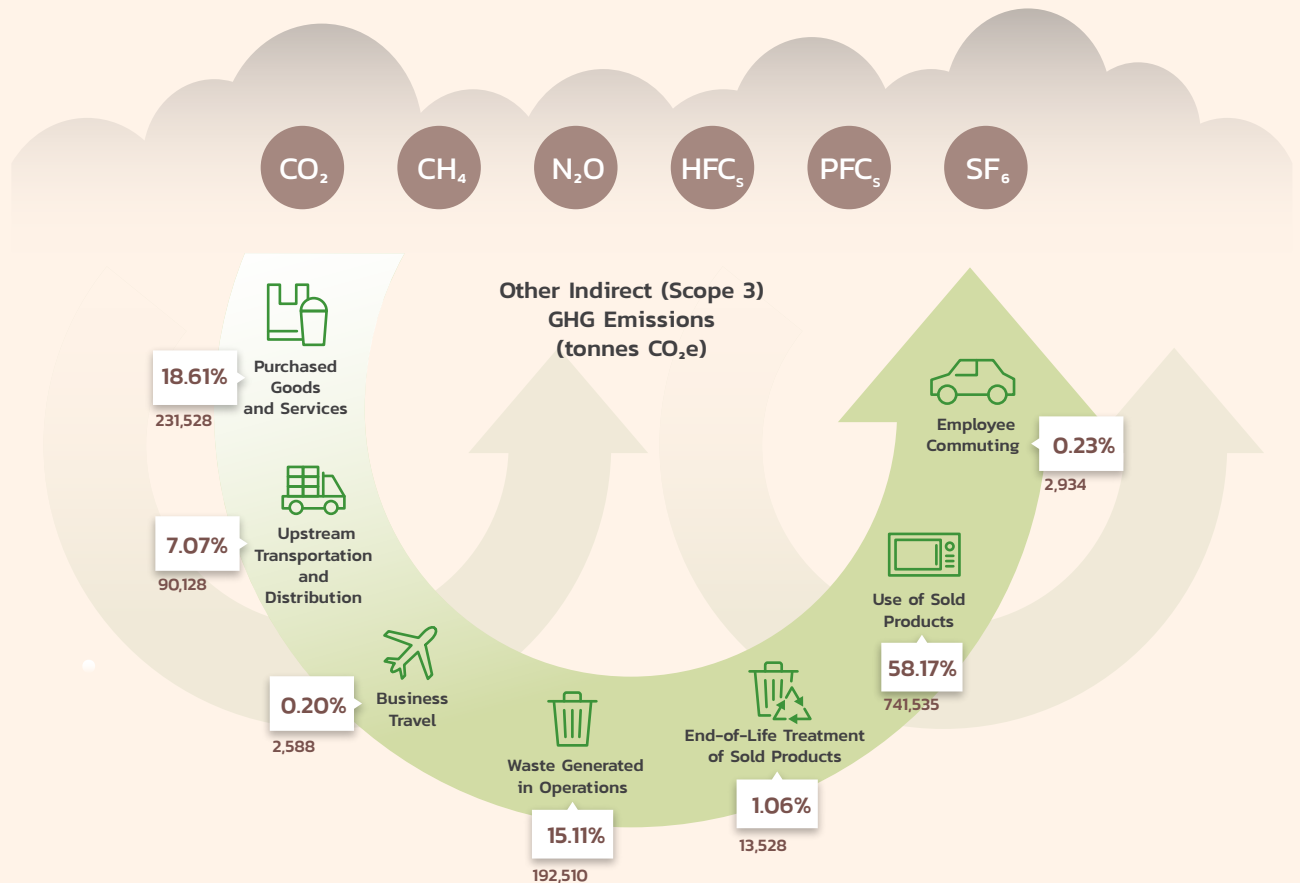 CO₂
CH₄
N₂O
HFCs
PFCs
SF₆
Other Indirect (Scope 3)
GHG Emissions
(tonnes CO₂e)
Purchased
Goods
and Services
18.61%
231,528
Upstream
Transportation
and
Distribution
7.07%
90,128
Business
Travel
0.20%
2,588
Waste Generated
in Operations
15.11%
192,510
End-of-Life Treatment
of Sold Products
1.06%
13,528
Use of Sold
Products
58.17%
741,535
Employee
Commuting
0.23%
2,934